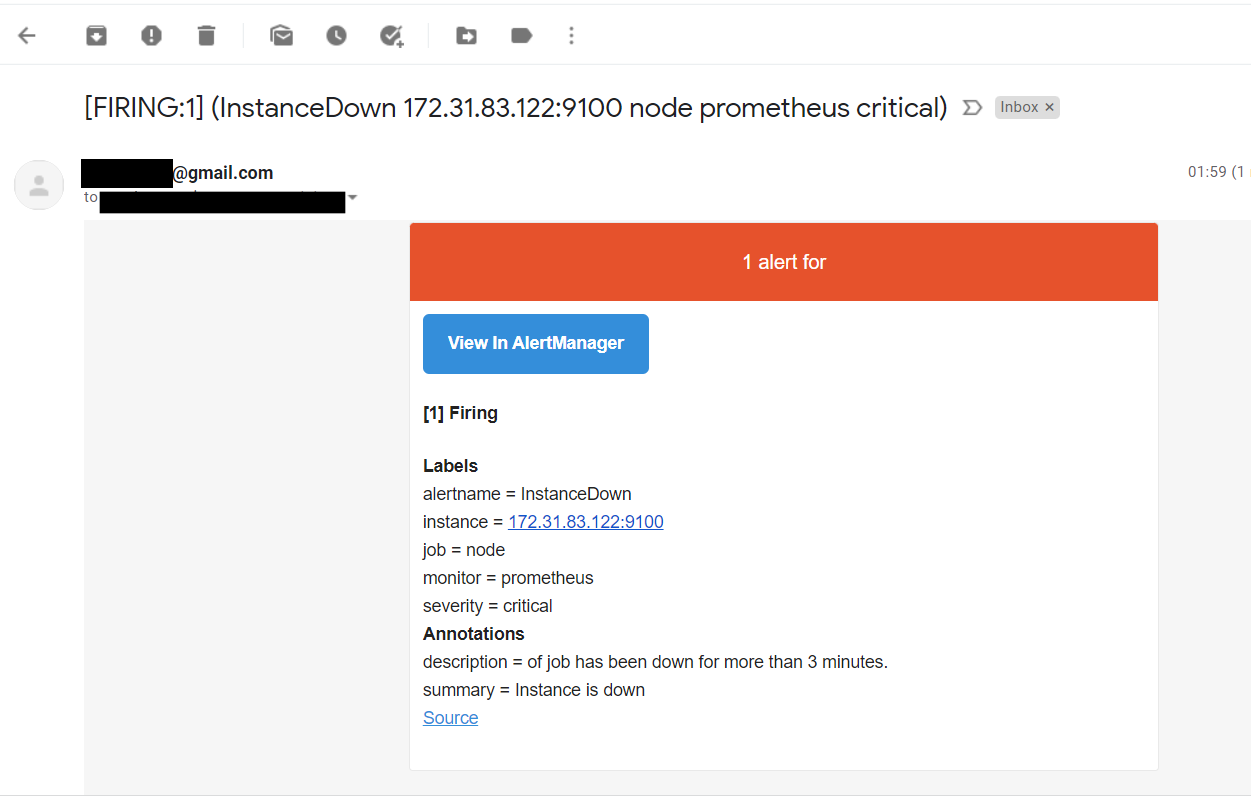 [FIRING:1] (InstanceDown 172.31.83.122:9100 node prometheus critical) Inbox ×
@gmail.com 01:59 (1
to
1 alert for
View In AlertManager
[1] Firing
Labels
alertname = InstanceDown
instance = 172.31.83.122:9100
job = node
monitor = prometheus
severity = critical
Annotations
description = of job has been down for more than 3 minutes.
summary = Instance is down
Source